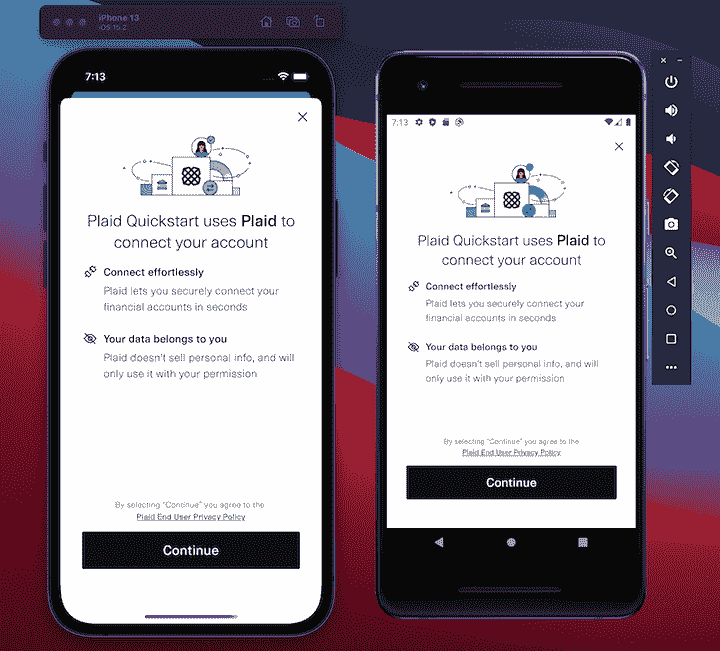 iPhone 13
iOS 15.2
7:13
Plaid Quickstart uses Plaid to
connect your account
Connect effortlessly
Plaid lets you securely connect your
financial accounts in seconds
Your data belongs to you
Plaid doesn't sell personal info, and will
only use it with your permission
By selecting "Continue" you agree to the
Plaid End User Privacy Policy
Continue
7:13
Plaid Quickstart uses Plaid to
connect your account
Connect effortlessly
Plaid lets you securely connect your
financial accounts in seconds
Your data belongs to you
Plaid doesn't sell personal info, and will
only use it with your permission
By selecting "Continue" you agree to the
Plaid End User Privacy Policy
Continue